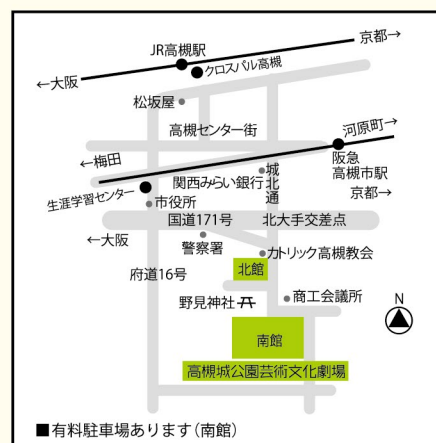 JR高槻駅
京都→
クロスパル高槻
←大阪
松坂屋
高槻センター街
河原町→
←梅田
阪急
高槻市駅
関西みらい銀行
城北通
京都→
生涯学習センター
市役所
国道171号
北大手交差点
←大阪
警察署
カトリック高槻教会
府道16号
北館
野見神社
商工会議所
N
南館
高槻城公園芸術文化劇場
■有料駐車場あります(南館)